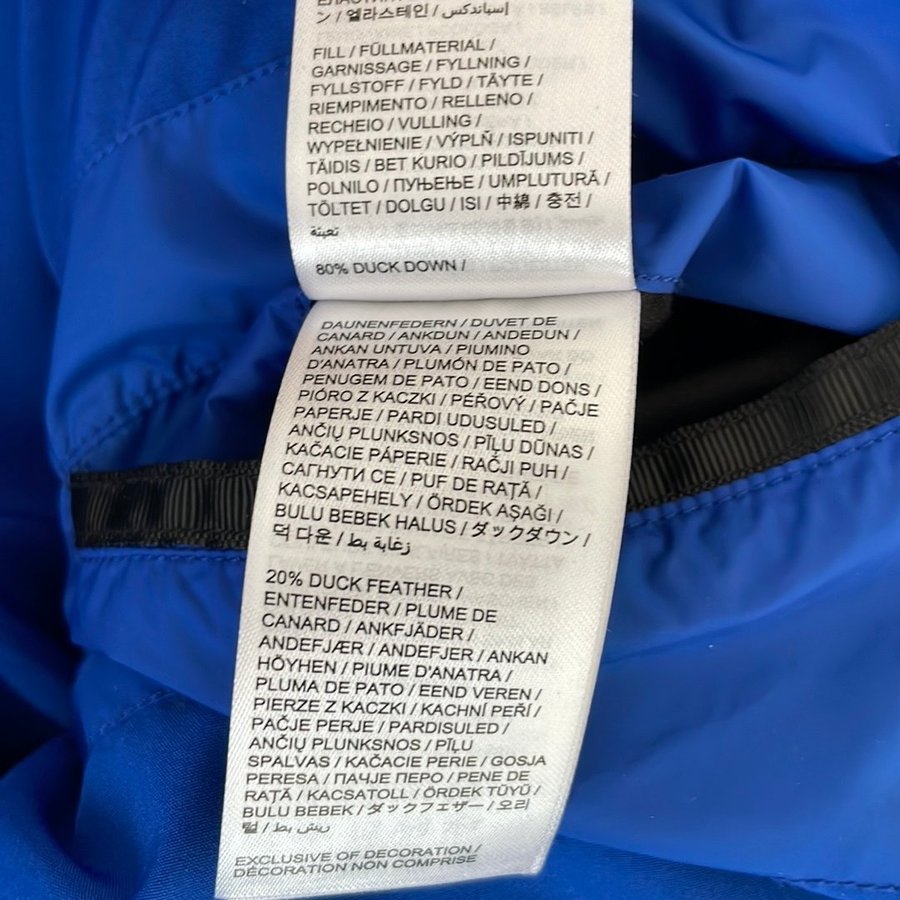 ン / 엘라스테인 / إسباندكس
FILL / FÜLLMATERIAL /
GARNISSAGE / FYLLNING /
FYLLSTOFF / FYLD / TÄYTE /
RIEMPIMENTO / RELLENO /
RECHEIO / VULLING /
WYPEŁNIENIE / VÝPLŇ / ISPUNITI /
TÄIDIS / BET KURIO / PILDĪJUMS /
POLNILO / ПУЊЕЊЕ / UMPLUTURĂ /
TÖLTET / DOLGU / ISI / 中綿 / 충전 /
تعبئة
80% DUCK DOWN /
DAUNENFEDERN / DUVET DE
CANARD / ANKDUN / ANDEDUN /
ANKAN UNTUVA / PIUMINO
D'ANATRA / PLUMÓN DE PATO /
PENUGEM DE PATO / EEND DONS /
PIÓRO Z KACZKI / PÉŘOVÝ / PAČJE
PAPERJE / PARDI UDUSULED /
ANČIŲ PLUNKSNOS / PĪĻU DŪNAS /
KAČACIE PÁPERIE / RAČJI PUH /
САГНУТИ СЕ / PUF DE RAȚĂ /
KACSAPEHELY / ÖRDEK AŞAĞI /
BULU BEBEK HALUS / ダックダウン /
덕 다운 / زغابة بط
20% DUCK FEATHER /
ENTENFEDER / PLUME DE
CANARD / ANKFJÄDER /
ANDEFJÆR / ANDEFJER / ANKAN
HÖYHEN / PIUME D'ANATRA /
PLUMA DE PATO / EEND VEREN /
PIERZE Z KACZKI / KACHNÍ PEŘÍ /
PAČJE PERJE / PARDISULED /
ANČIŲ PLUNKSNOS / PĪĻU
SPALVAS / KAČACIE PERIE / GOSJA
PERESA / ПАЧЈЕ ПЕРО / PENE DE
RAȚĂ / KACSATOLL / ÖRDEK TÜYÜ /
BULU BEBEK / ダックフェザー / 오리
털 / ريش بط
EXCLUSIVE OF DECORATION /
DÉCORATION NON COMPRISE